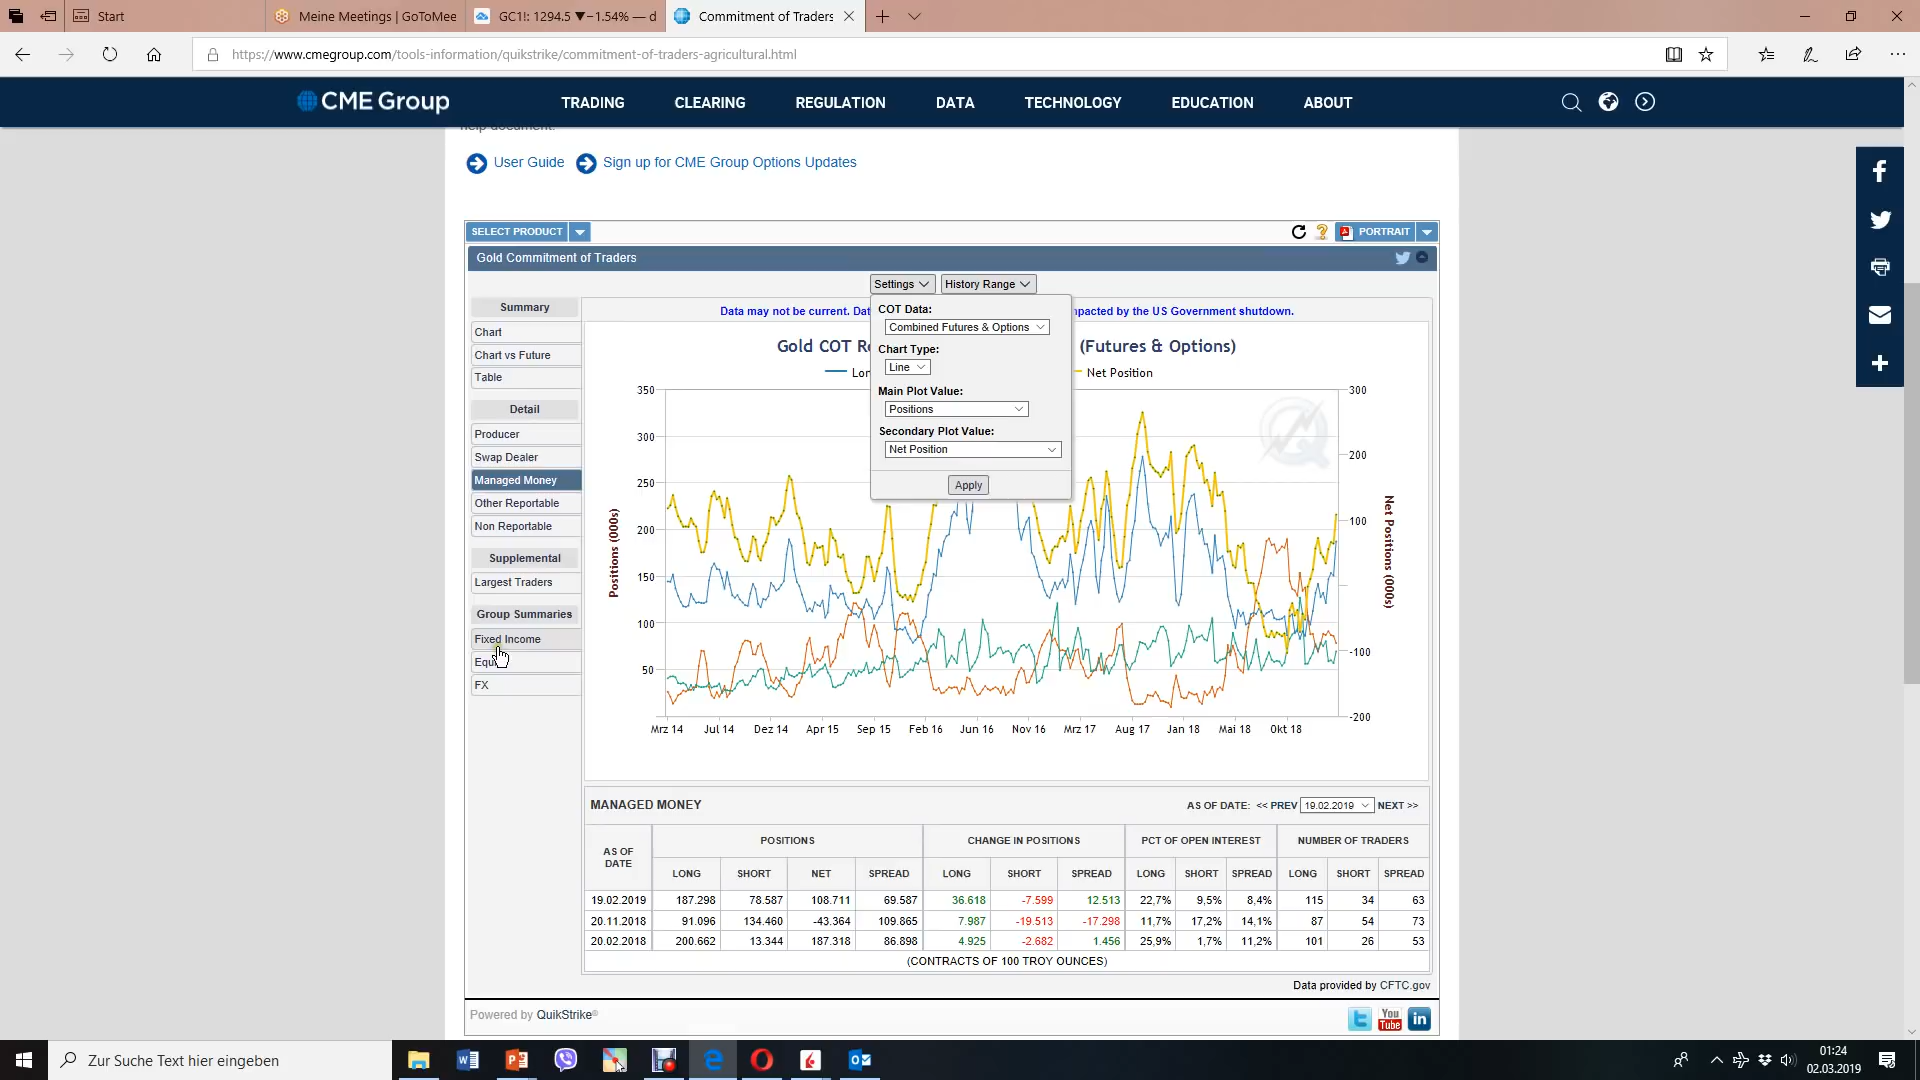 Start
Meine Meetings | GoToMee
GC1!: 1294.5 ▼−1.54% — d
Commitment of Traders
https://www.cmegroup.com/tools-information/quikstrike/commitment-of-traders-agricultural.html
CME Group TRADING CLEARING REGULATION DATA TECHNOLOGY EDUCATION ABOUT
help document.
User Guide Sign up for CME Group Options Updates
SELECT PRODUCT
PORTRAIT
Gold Commitment of Traders
Settings History Range
Summary
Chart
Chart vs Future
Table
Detail
Producer
Swap Dealer
Managed Money
Other Reportable
Non Reportable
Supplemental
Largest Traders
Group Summaries
Fixed Income
Equ
FX
Data may not be current. Dat
mpacted by the US Government shutdown.
COT Data:
Combined Futures & Options
Chart Type:
Line
Main Plot Value:
Positions
Secondary Plot Value:
Net Position
Apply
Gold COT Re
(Futures & Options)
Lon
Net Position
350
300
250
200
150
100
50
Positions (000s)
300
200
100
-100
-200
Net Positions (000s)
Mrz 14 Jul 14 Dez 14 Apr 15 Sep 15 Feb 16 Jun 16 Nov 16 Mrz 17 Aug 17 Jan 18 Mai 18 Okt 18
MANAGED MONEY
AS OF DATE: << PREV 19.02.2019 NEXT >>
AS OF DATE POSITIONS CHANGE IN POSITIONS PCT OF OPEN INTEREST NUMBER OF TRADERS
LONG SHORT NET SPREAD LONG SHORT SPREAD LONG SHORT SPREAD LONG SHORT SPREAD
19.02.2019 187.298 78.587 108.711 69.587 36.618 -7.599 12.513 22,7% 9,5% 8,4% 115 34 63
20.11.2018 91.096 134.460 -43.364 109.865 7.987 -19.513 -17.298 11,7% 17,2% 14,1% 87 54 73
20.02.2018 200.662 13.344 187.318 86.898 4.925 -2.682 1.456 25,9% 1,7% 11,2% 101 26 53
(CONTRACTS OF 100 TROY OUNCES)
Data provided by CFTC.gov
Powered by QuikStrike®
You Tube
in
Zur Suche Text hier eingeben
01:24
02.03.2019